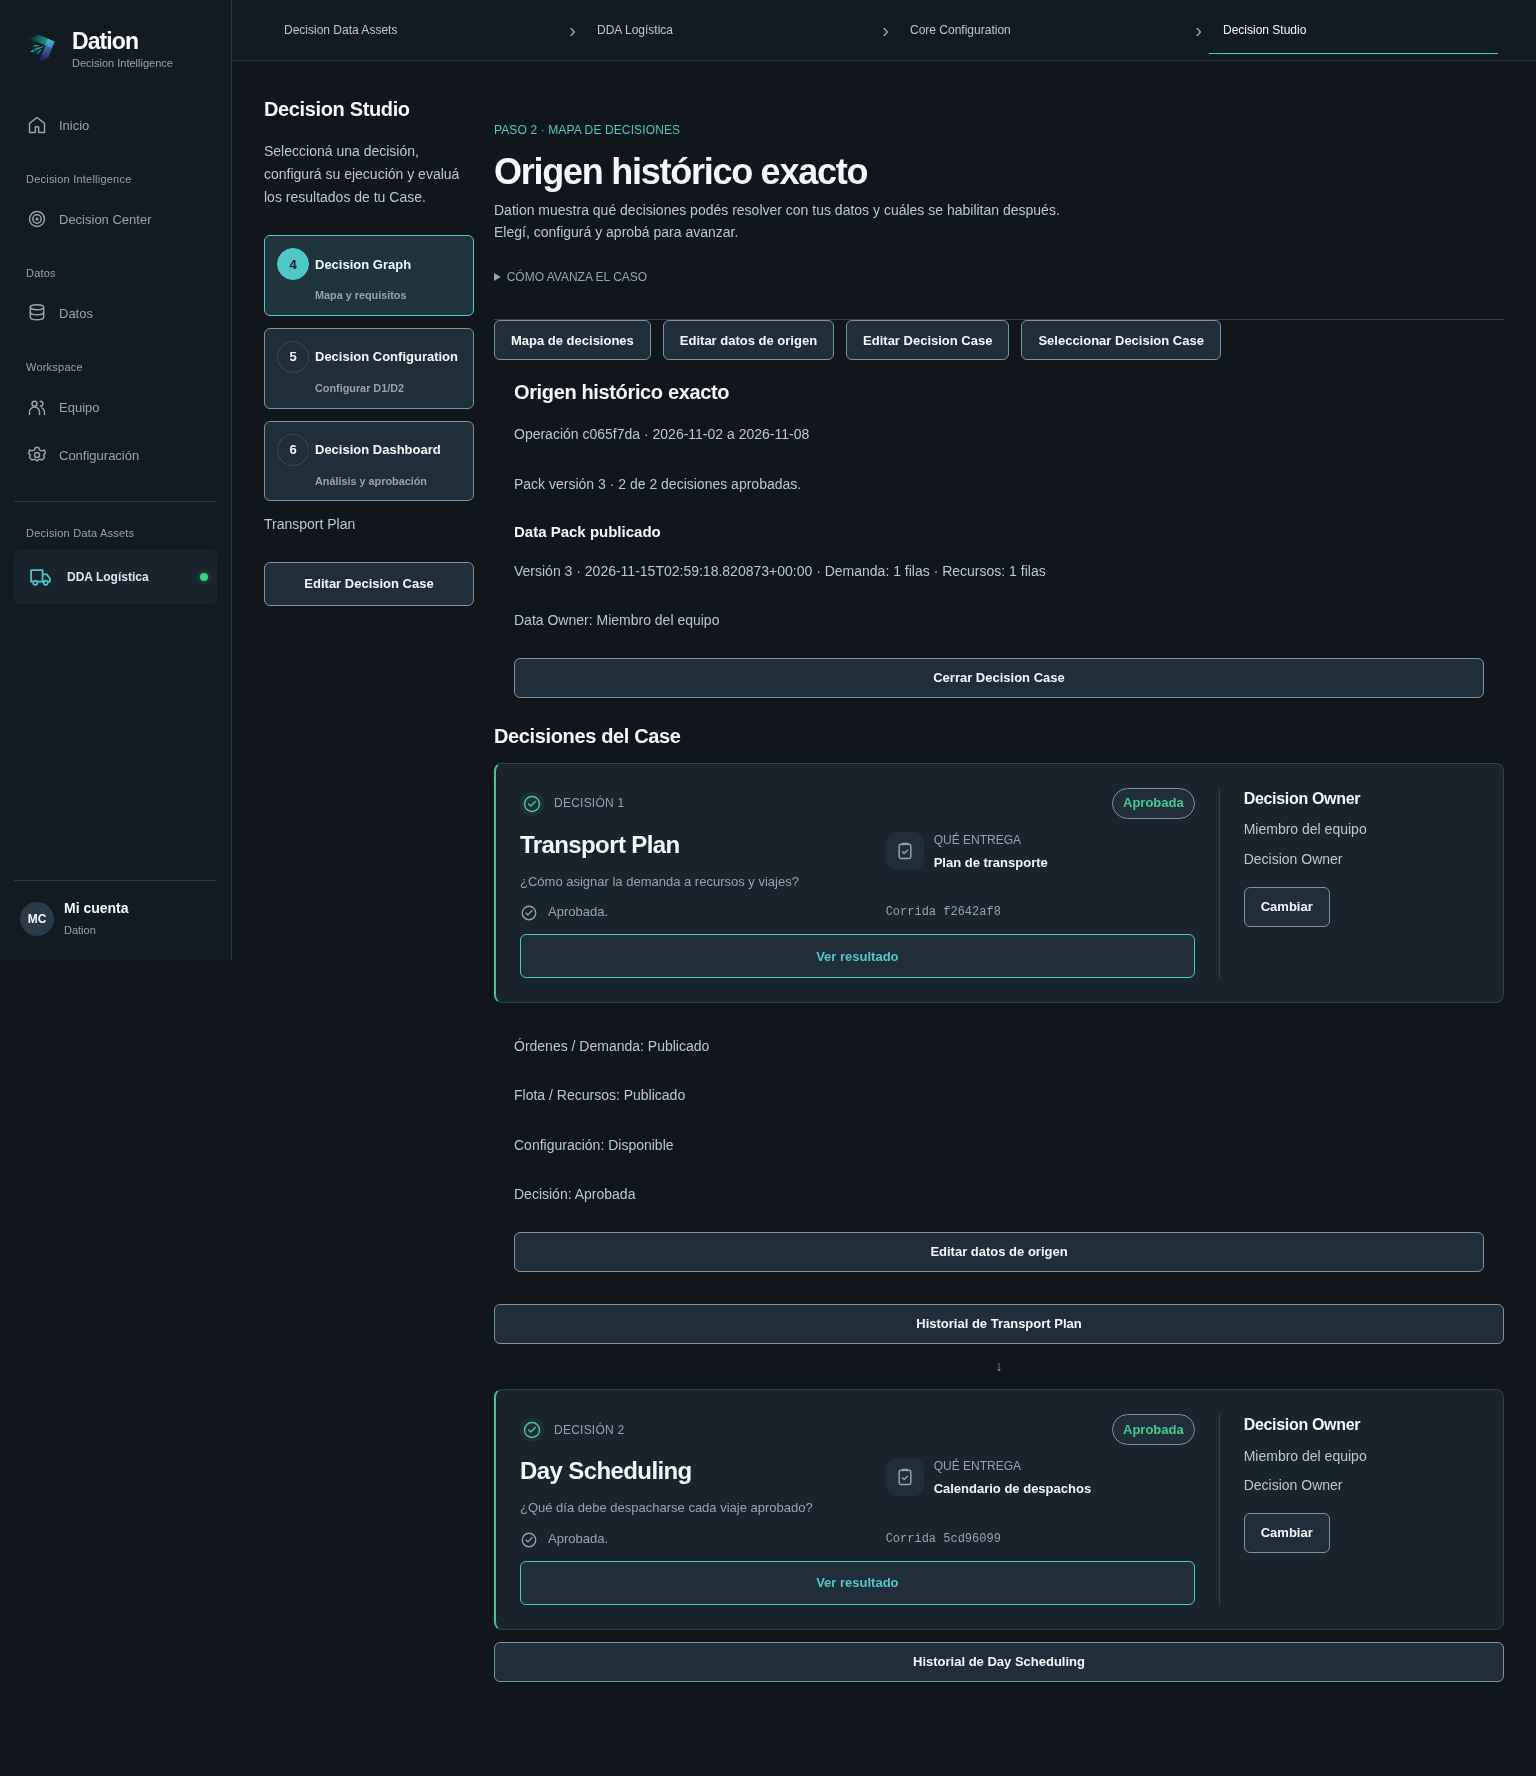 Dation
Decision Intelligence
Inicio
Decision Intelligence
Decision Center
Datos
Datos
Workspace
Equipo
Configuración
Decision Data Assets
DDA Logística
MC
Mi cuenta
Dation
Decision Data Assets
DDA Logística
Core Configuration
Decision Studio
Decision Studio
Seleccioná una decisión,
configurá su ejecución y evaluá
los resultados de tu Case.
4
Decision Graph
Mapa y requisitos
5
Decision Configuration
Configurar D1/D2
6
Decision Dashboard
Análisis y aprobación
Transport Plan
Editar Decision Case
PASO 2 · MAPA DE DECISIONES
Origen histórico exacto
Dation muestra qué decisiones podés resolver con tus datos y cuáles se habilitan después.
Elegí, configurá y aprobá para avanzar.
CÓMO AVANZA EL CASO
Mapa de decisiones
Editar datos de origen
Editar Decision Case
Seleccionar Decision Case
Origen histórico exacto
Operación c065f7da · 2026-11-02 a 2026-11-08
Pack versión 3 · 2 de 2 decisiones aprobadas.
Data Pack publicado
Versión 3 · 2026-11-15T02:59:18.820873+00:00 · Demanda: 1 filas · Recursos: 1 filas
Data Owner: Miembro del equipo
Cerrar Decision Case
Decisiones del Case
DECISIÓN 1
Aprobada
Transport Plan
¿Cómo asignar la demanda a recursos y viajes?
QUÉ ENTREGA
Plan de transporte
Aprobada.
Corrida f2642af8
Ver resultado
Decision Owner
Miembro del equipo
Decision Owner
Cambiar
Órdenes / Demanda: Publicado
Flota / Recursos: Publicado
Configuración: Disponible
Decisión: Aprobada
Editar datos de origen
Historial de Transport Plan
↓
DECISIÓN 2
Aprobada
Day Scheduling
¿Qué día debe despacharse cada viaje aprobado?
QUÉ ENTREGA
Calendario de despachos
Aprobada.
Corrida 5cd96099
Ver resultado
Decision Owner
Miembro del equipo
Decision Owner
Cambiar
Historial de Day Scheduling